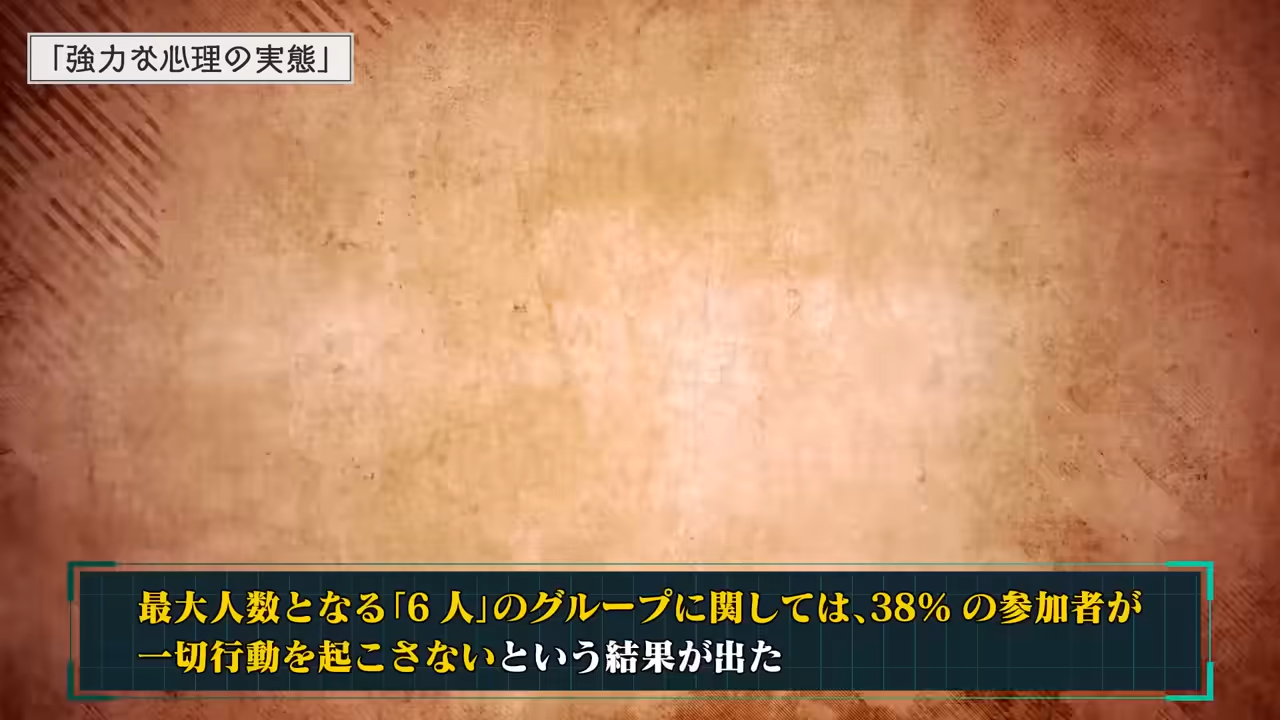 「強力な心理の実態」
最大人数となる「6人」のグループに関しては、38%の参加者が
一切行動を起こさないという結果が出た